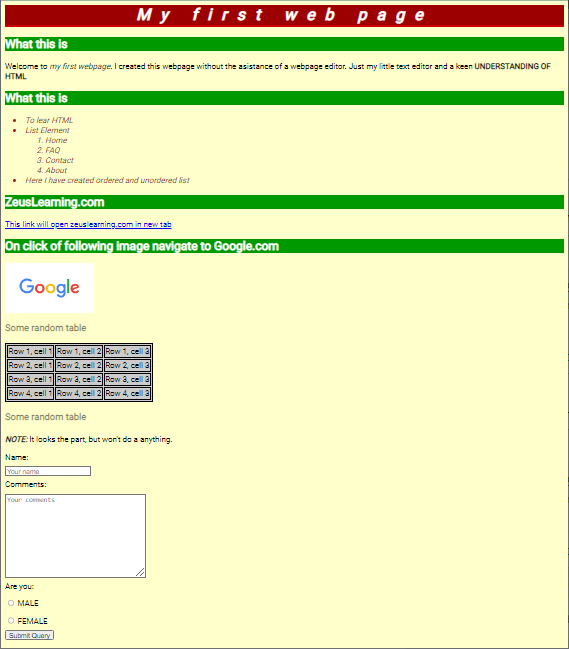 My first web page
What this is
Welcome to my first webpage. I created this webpage without the asistance of a webpage editor. Just my little text editor and a keen UNDERSTANDING OF
HTML
What this is
To lear HTML
List Element
1. Home
2. FAQ
3. Contact
4. About
Here I have created ordered and unordered list
ZeusLearning.com
This link will open zeuslearning.com in new tab
On click of following image navigate to Google.com
Google
Some random table
Row 1, cell 1 Row 1, cell 2 Row 1, cell 3
Row 2, cell 1 Row 2, cell 2 Row 2, cell 3
Row 3, cell 1 Row 3, cell 2 Row 3, cell 3
Row 4, cell 1 Row 4, cell 2 Row 4, cell 3
Some random table
NOTE: It looks the part, but won't do a anything.
Name:
Your name
Comments:
Your comments
Are you:
MALE
FEMALE
Submit Query